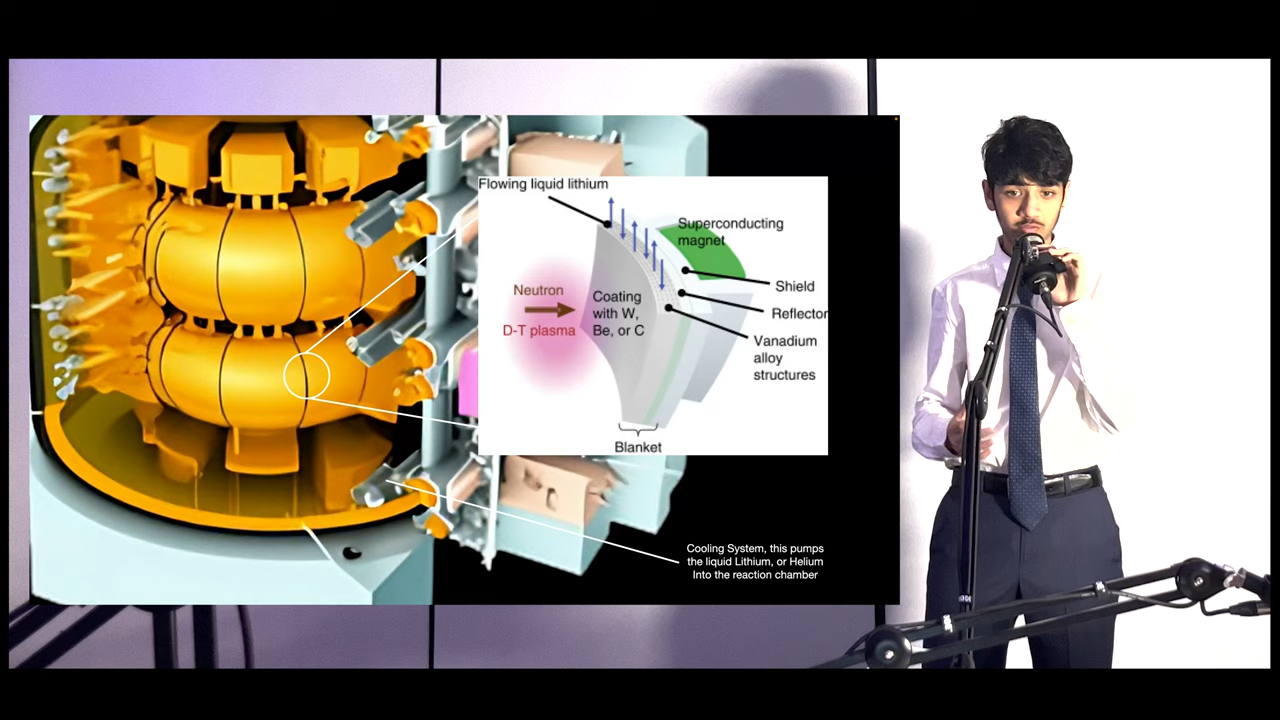 Flowing liquid lithium
Superconducting
magnet
Neutron
D-T plasma
Coating
with W,
Be, or C
Shield
Reflector
Vanadium
alloy
structures
Blanket
Cooling System, this pumps
the liquid Lithium, or Helium
Into the reaction chamber